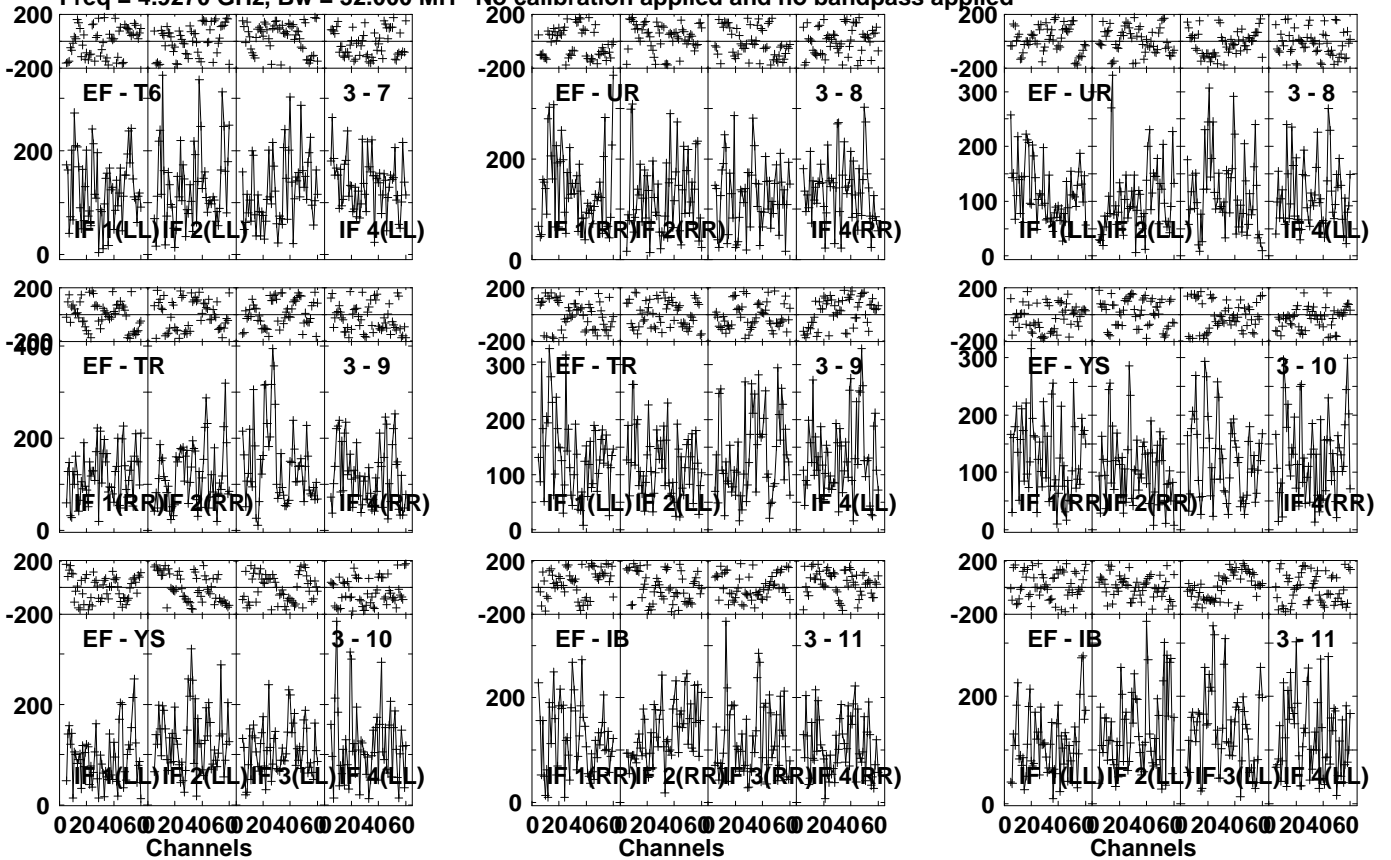 Freq = 4.9270 GHz, Bw = 32.000 MH No calibration applied and no bandpass applied
200 200 200
-200 -200 -200
EF - T6 3 - 7 EF - UR 3 - 8 EF - UR 3 - 8
300
200 200 200
100
IF 1(LL) IF 2(LL) IF 4(LL) IF 1(RR) IF 2(RR) IF 4(RR) IF 1(LL) IF 2(LL) IF 4(LL)
0 0 0
200 200 200
-200 -200 -200
400 300 300
EF - TR 3 - 9 EF - TR 3 - 9 EF - YS 3 - 10
200 200 200
100 100
IF 1(RR) IF 2(RR) IF 4(RR) IF 1(LL) IF 2(LL) IF 4(LL) IF 1(RR) IF 2(RR) IF 4(RR)
0 0 0
200 200 200
-200 -200 -200
EF - YS 3 - 10 EF - IB 3 - 11 EF - IB 3 - 11
200 200 200
IF 1(LL) IF 2(LL) IF 3(LL) IF 4(LL) IF 1(RR) IF 2(RR) IF 3(RR) IF 4(RR) IF 1(LL) IF 2(LL) IF 3(LL) IF 4(LL)
0 0 0
0 20 40 60 0 20 40 60 0 20 40 60 0 20 40 60 0 20 40 60 0 20 40 60 0 20 40 60 0 20 40 60 0 20 40 60 0 20 40 60 0 20 40 60 0 20 40 60
Channels Channels Channels